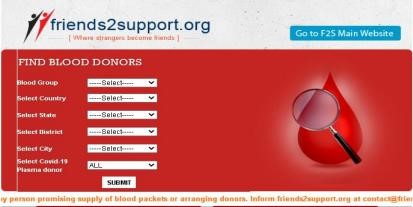 friends2support.org
[ Where strangers become friends ]
Go to F2S Main Website
FIND BLOOD DONORS
Blood Group -----Select-----
Select Country -----Select-----
Select State -----Select-----
Select District -----Select-----
Select City -----Select-----
Select Covid-19
Plasma donor ALL
SUBMIT
y person promising supply of blood packets or arranging donors. Inform friends2support.org at contact@frie